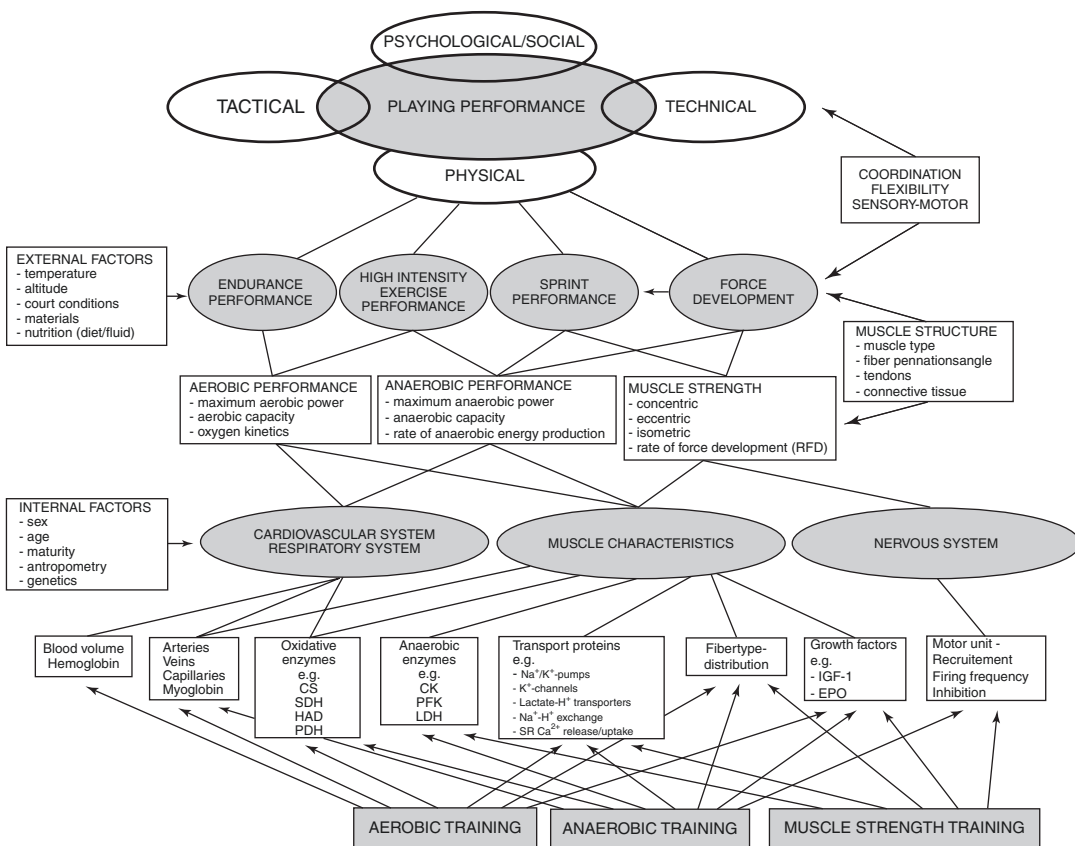 PSYCHOLOGICAL/SOCIAL
TACTICAL
PLAYING PERFORMANCE
TECHNICAL
PHYSICAL
COORDINATION
FLEXIBILITY
SENSORY-MOTOR
EXTERNAL FACTORS
- temperature
- altitude
- court conditions
- materials
- nutrition (diet/fluid)
ENDURANCE
PERFORMANCE
HIGH INTENSITY
EXERCISE
PERFORMANCE
SPRINT
PERFORMANCE
FORCE
DEVELOPMENT
MUSCLE STRUCTURE
- muscle type
- fiber pennationsangle
- tendons
- connective tissue
AEROBIC PERFORMANCE
- maximum aerobic power
- aerobic capacity
- oxygen kinetics
ANAEROBIC PERFORMANCE
- maximum anaerobic power
- anaerobic capacity
- rate of anaerobic energy production
MUSCLE STRENGTH
- concentric
- eccentric
- isometric
- rate of force development (RFD)
INTERNAL FACTORS
- sex
- age
- maturity
- antropometry
- genetics
CARDIOVASCULAR SYSTEM
RESPIRATORY SYSTEM
MUSCLE CHARACTERISTICS
NERVOUS SYSTEM
Blood volume
Hemoglobin
Arteries
Veins
Capillaries
Myoglobin
Oxidative
enzymes
e.g.
CS
SDH
HAD
PDH
Anaerobic
enzymes
e.g.
CK
PFK
LDH
Transport proteins
e.g.
- Na⁺/K⁺-pumps
- K⁺-channels
- Lactate-H⁺ transporters
- Na⁺-H⁺ exchange
- SR Ca²⁺ release/uptake
Fibertype-
distribution
Growth factors
e.g.
- IGF-1
- EPO
Motor unit -
Recruitement
Firing frequency
Inhibition
AEROBIC TRAINING
ANAEROBIC TRAINING
MUSCLE STRENGTH TRAINING